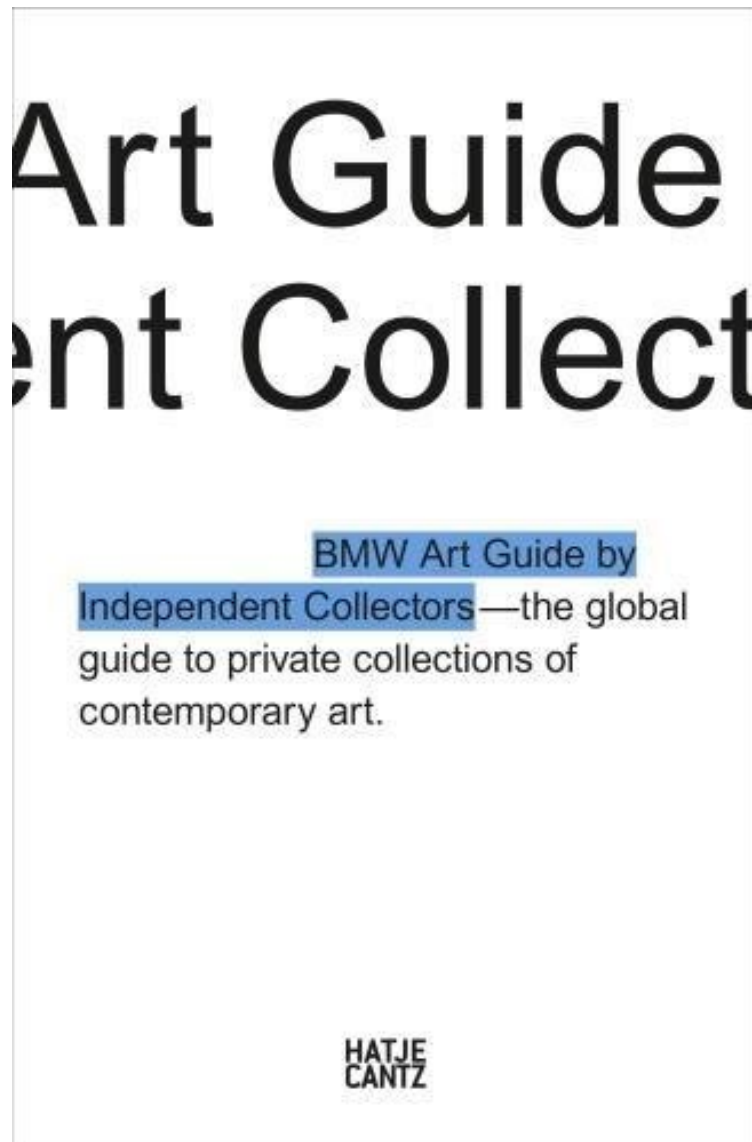 Art Guide
ent Collect
BMW Art Guide by
Independent Collectors—the global
guide to private collections of
contemporary art.
HATJE
CANTZ